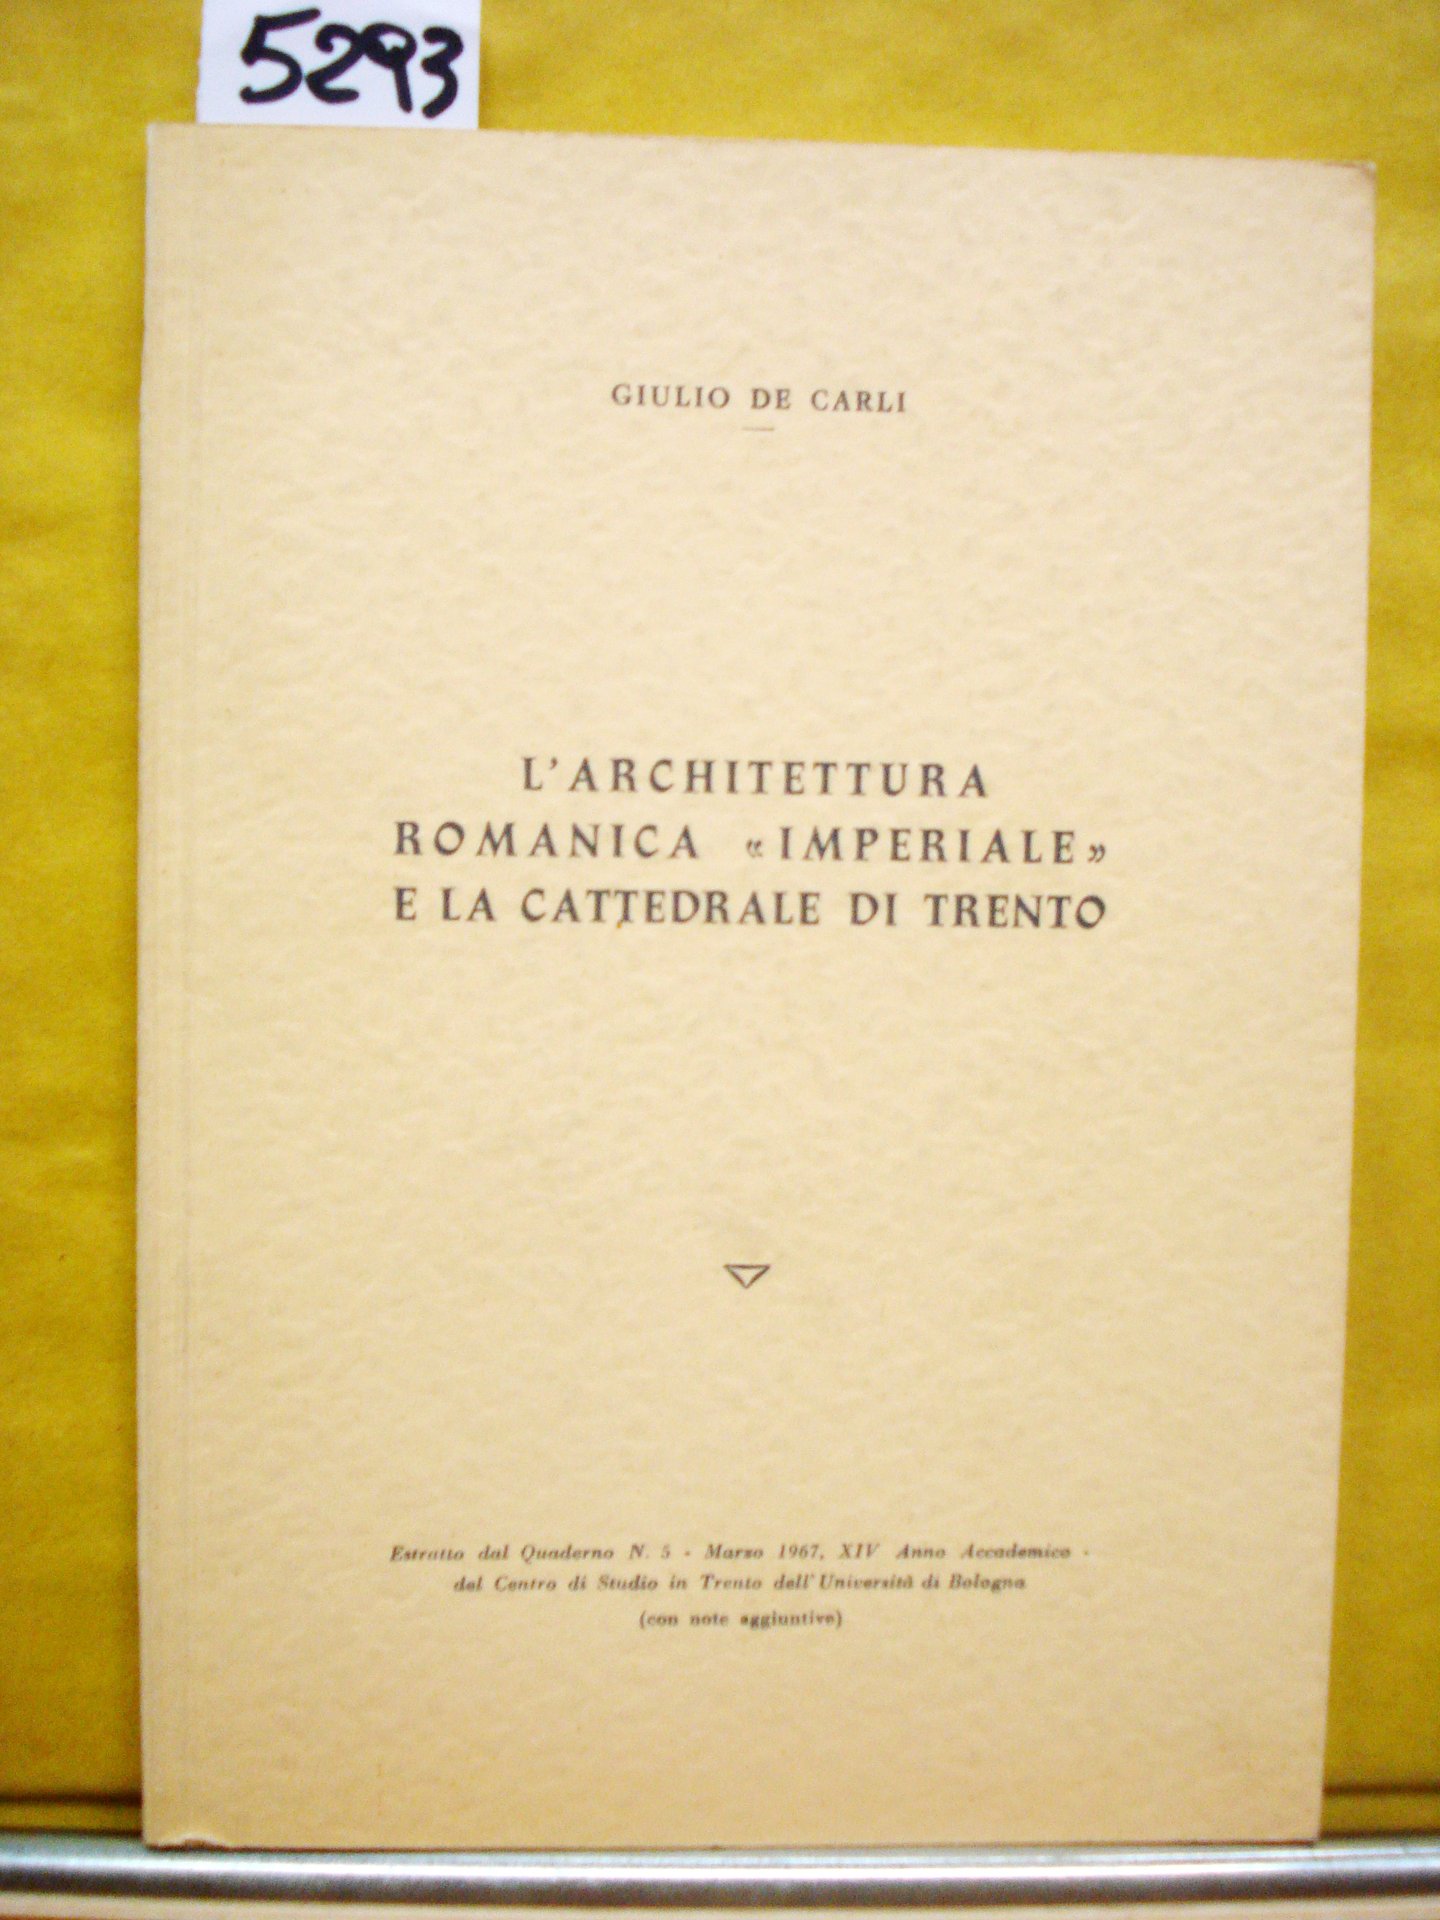 5293
GIULIO DE CARLI
L'ARCHITETTURA
ROMANICA «IMPERIALE»
E LA CATTEDRALE DI TRENTO
Estratto dal Quaderno N. 5 - Marzo 1967, XIV Anno Accademico -
del Centro di Studio in Trento dell'Università di Bologna
(con note aggiuntive)